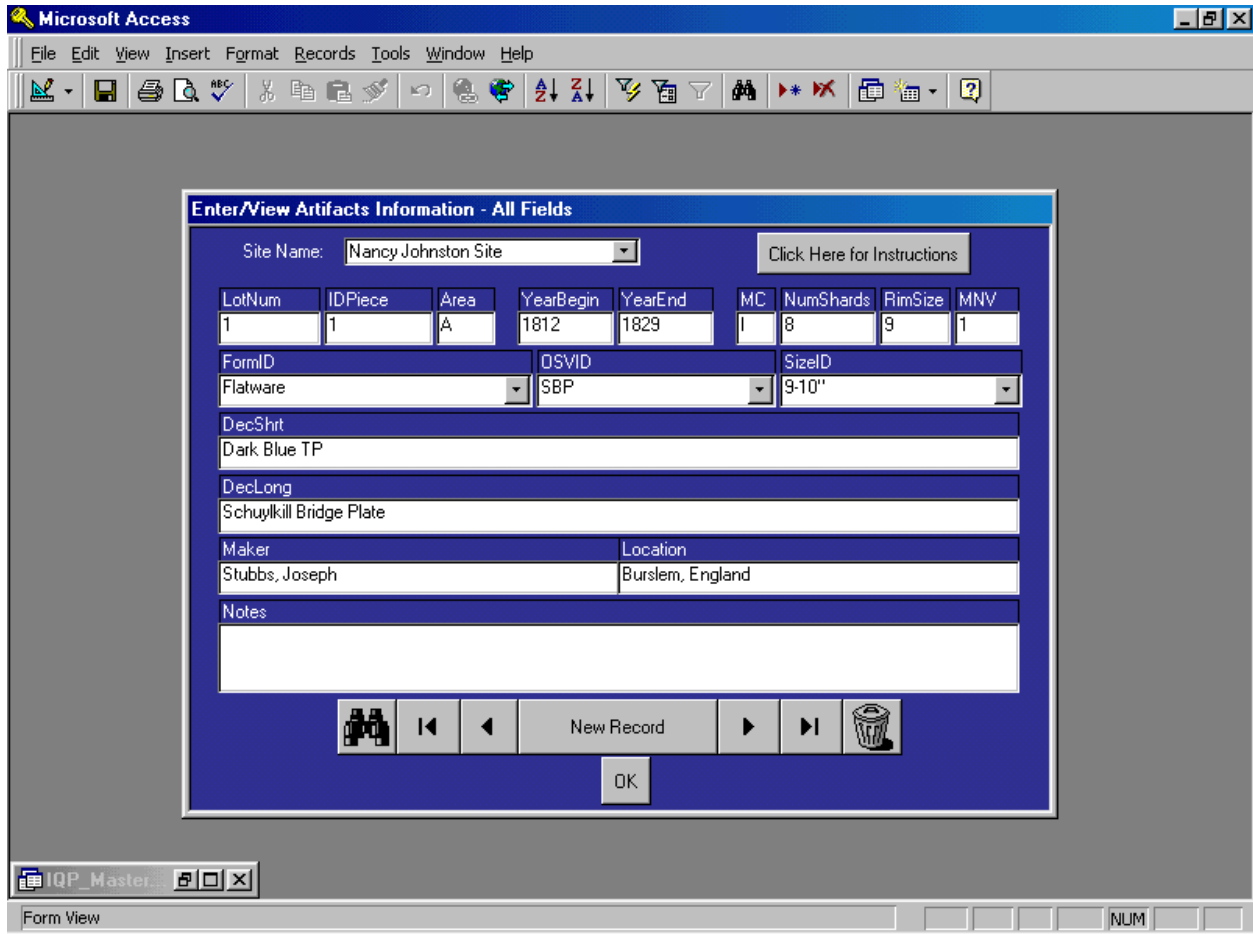 Microsoft Access
File Edit View Insert Format Records Tools Window Help
Enter/View Artifacts Information - All Fields
Site Name: Nancy Johnston Site Click Here for Instructions
LotNum IDPiece Area YearBegin YearEnd MC NumShards RimSize MNV
1 1 A 1812 1829 I 8 9 1
FormID OSVID SizeID
Flatware SBP 9-10"
DecShrt
Dark Blue TP
DecLong
Schuylkill Bridge Plate
Maker Location
Stubbs, Joseph Burslem, England
Notes
New Record
OK
IQP_Master...
Form View NUM